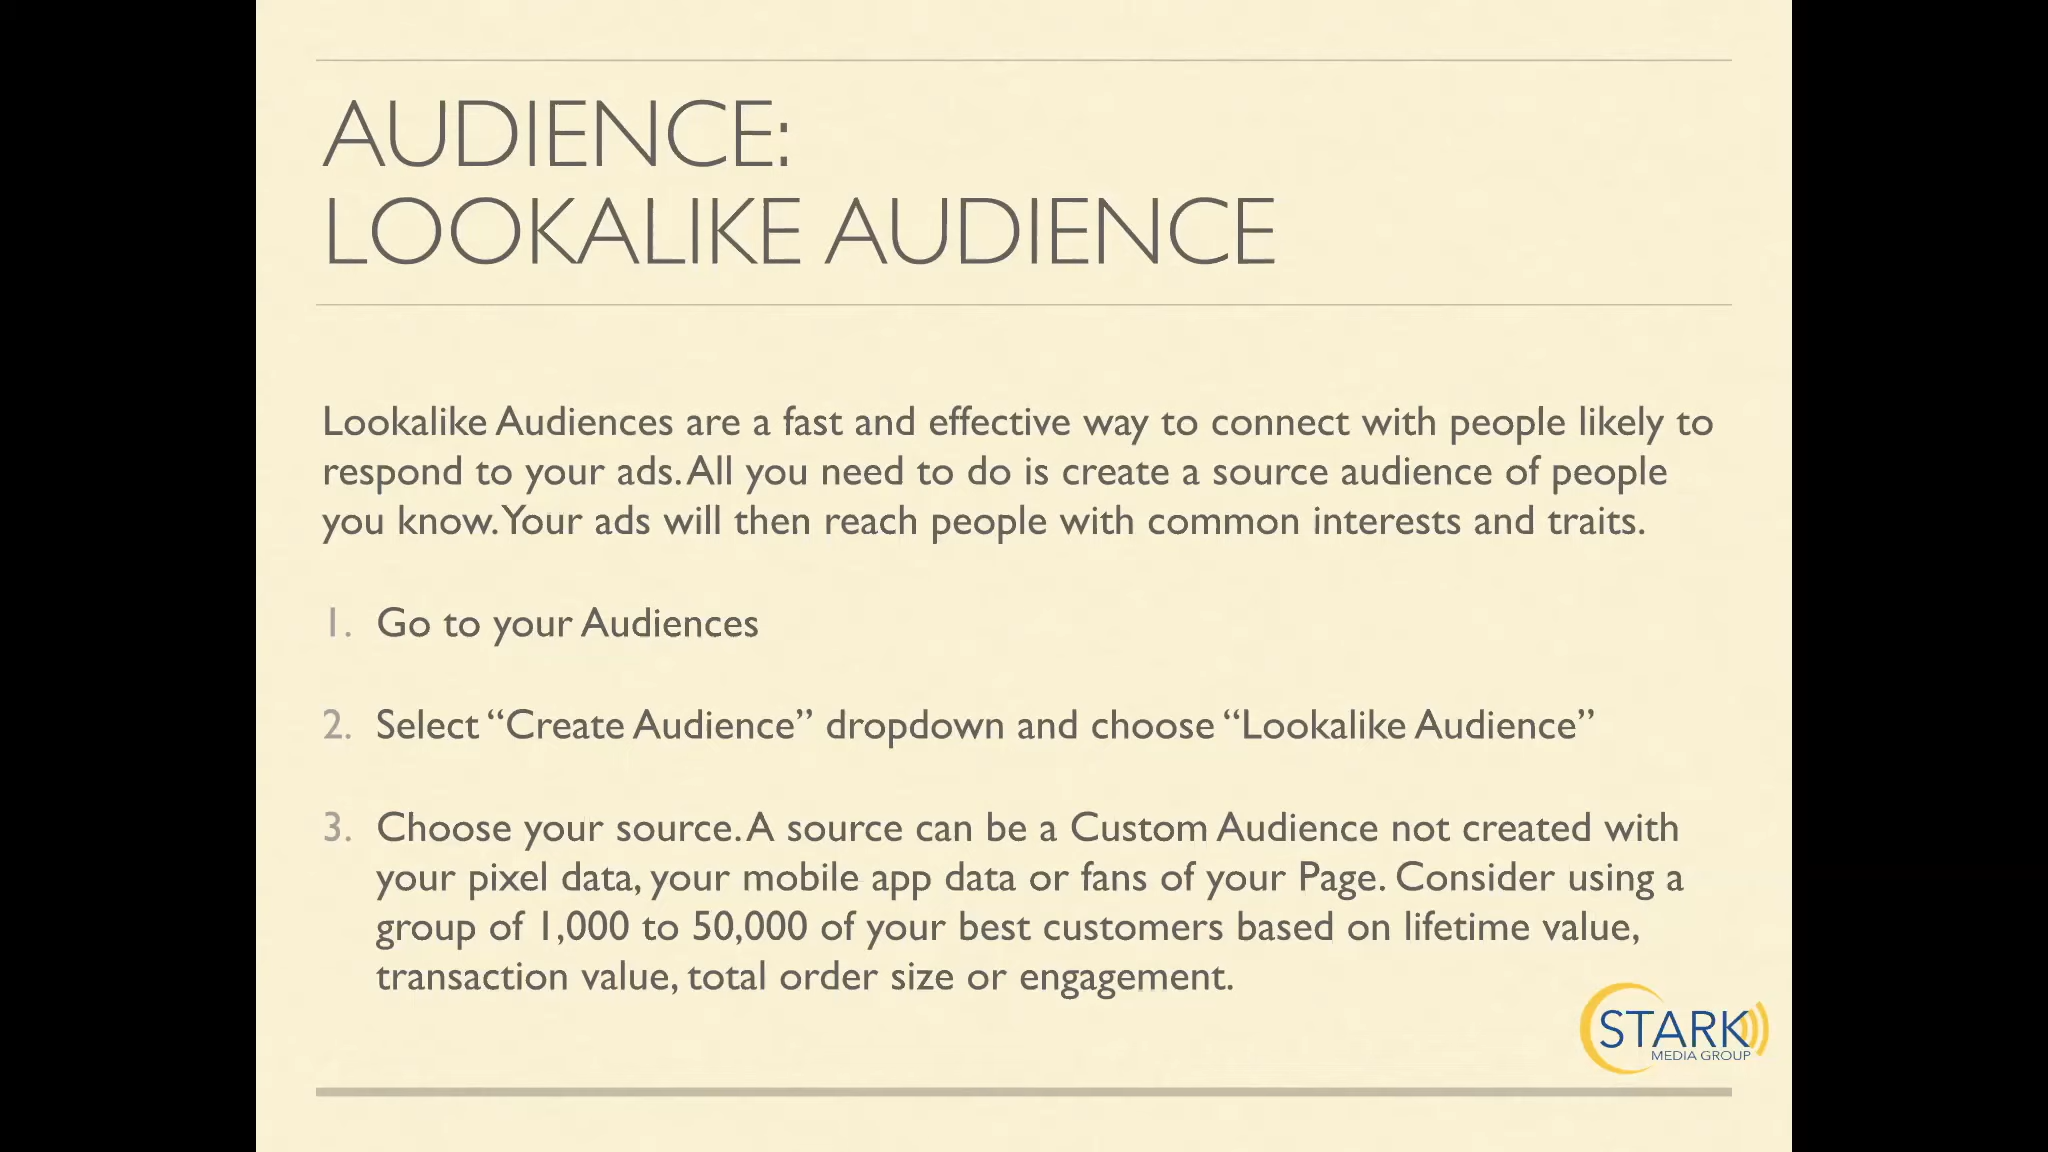 AUDIENCE:
LOOKALIKE AUDIENCE
Lookalike Audiences are a fast and effective way to connect with people likely to
respond to your ads. All you need to do is create a source audience of people
you know. Your ads will then reach people with common interests and traits.
1. Go to your Audiences
2. Select “Create Audience” dropdown and choose “Lookalike Audience”
3. Choose your source. A source can be a Custom Audience not created with
your pixel data, your mobile app data or fans of your Page. Consider using a
group of 1,000 to 50,000 of your best customers based on lifetime value,
transaction value, total order size or engagement.
STARK
MEDIA GROUP